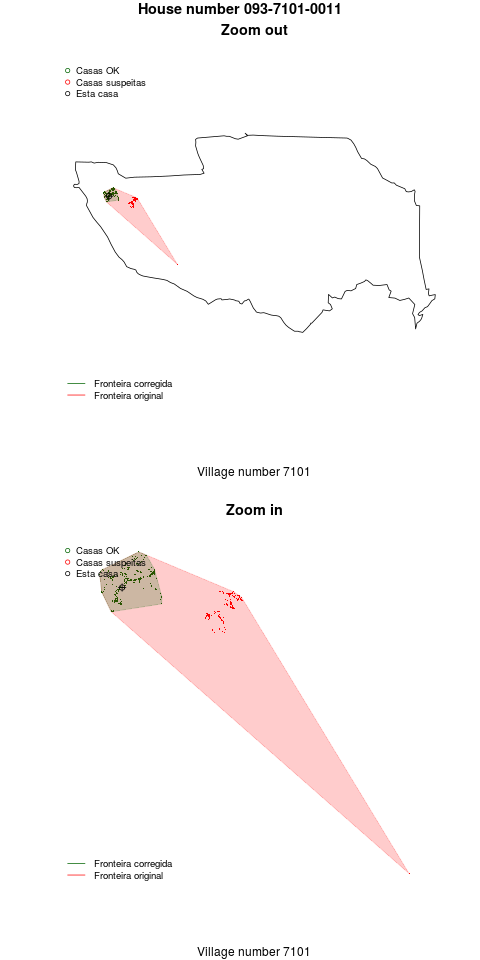 House number 093-7101-0011
Zoom out
Casas OK
Casas suspeitas
Esta casa
Fronteira corregida
Fronteira original
Village number 7101
Zoom in
Casas OK
Casas suspeitas
Esta casa
Fronteira corregida
Fronteira original
Village number 7101